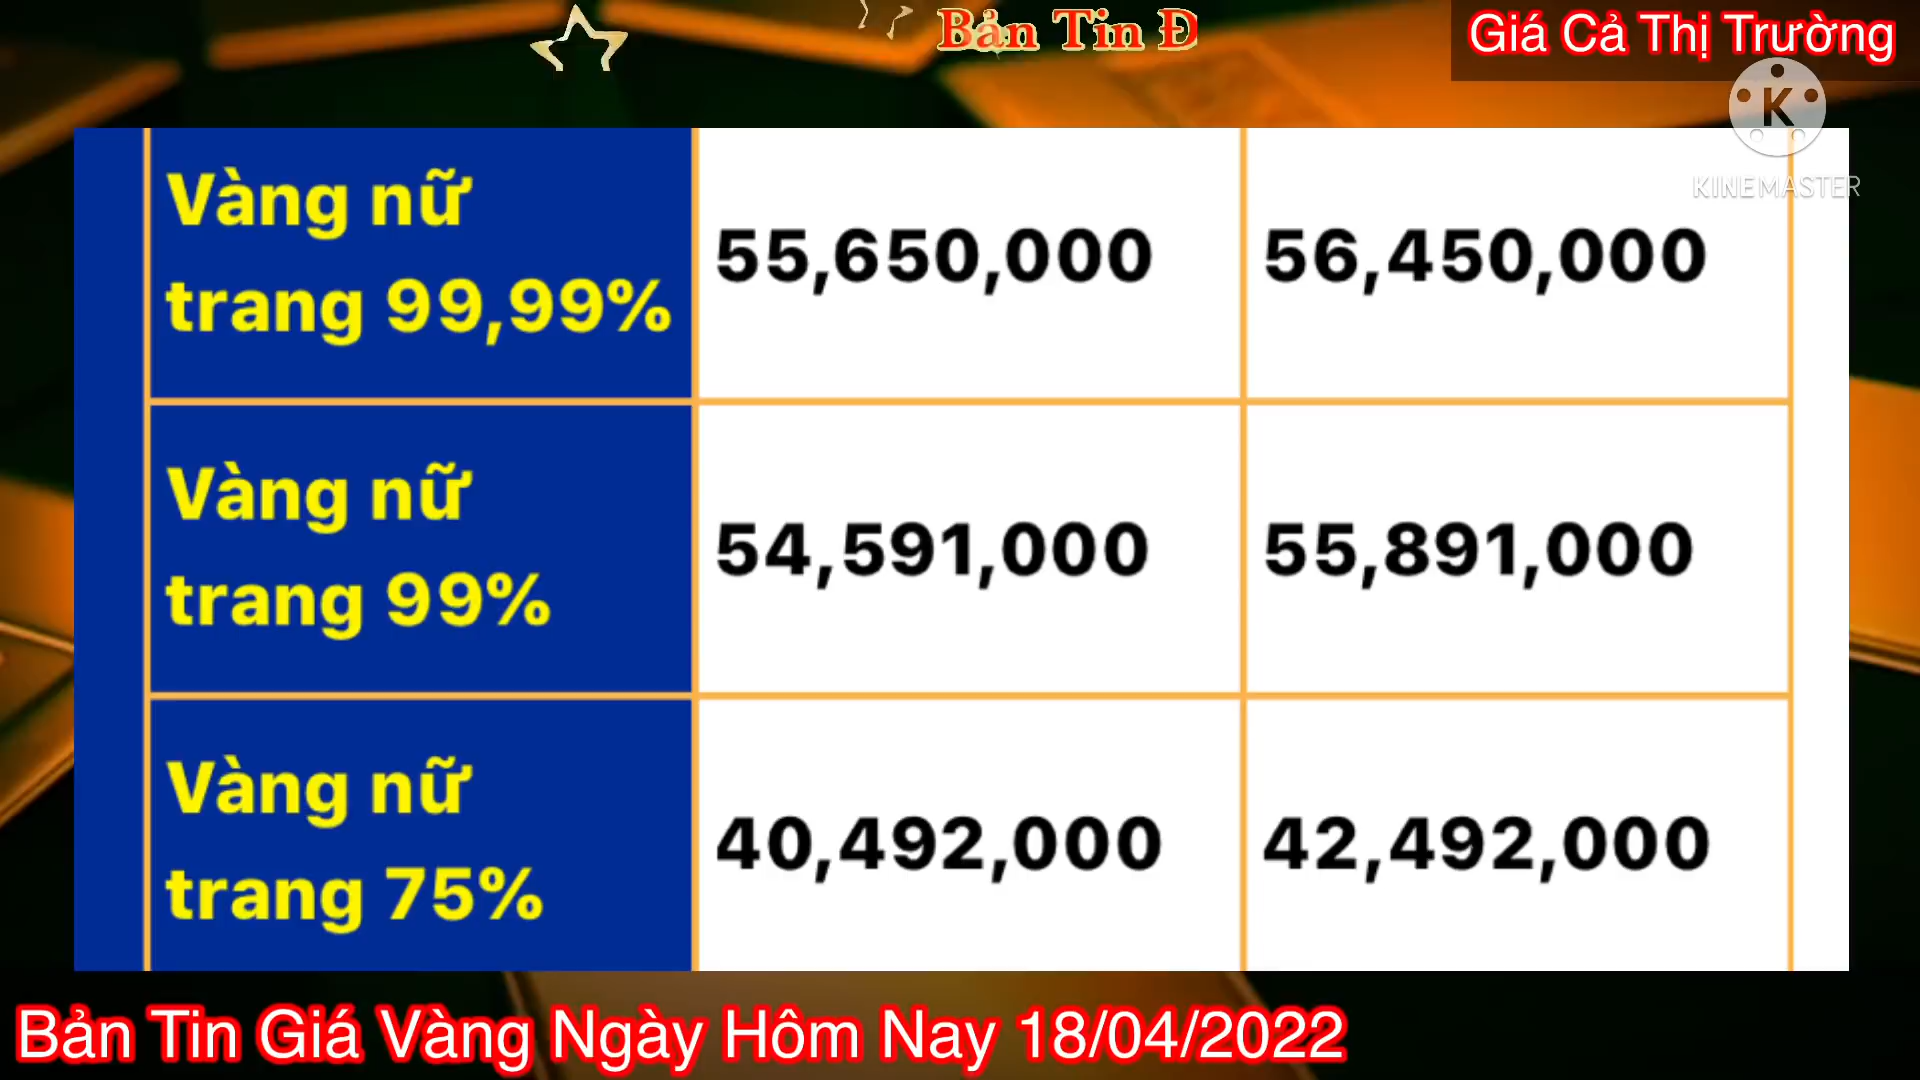 Bản Tin Đ
Giá Cả Thị Trường
K
KINEMASTER
Vàng nữ
trang 99,99%
55,650,000
56,450,000
Vàng nữ
trang 99%
54,591,000
55,891,000
Vàng nữ
trang 75%
40,492,000
42,492,000
Bản Tin Giá Vàng Ngày Hôm Nay 18/04/2022